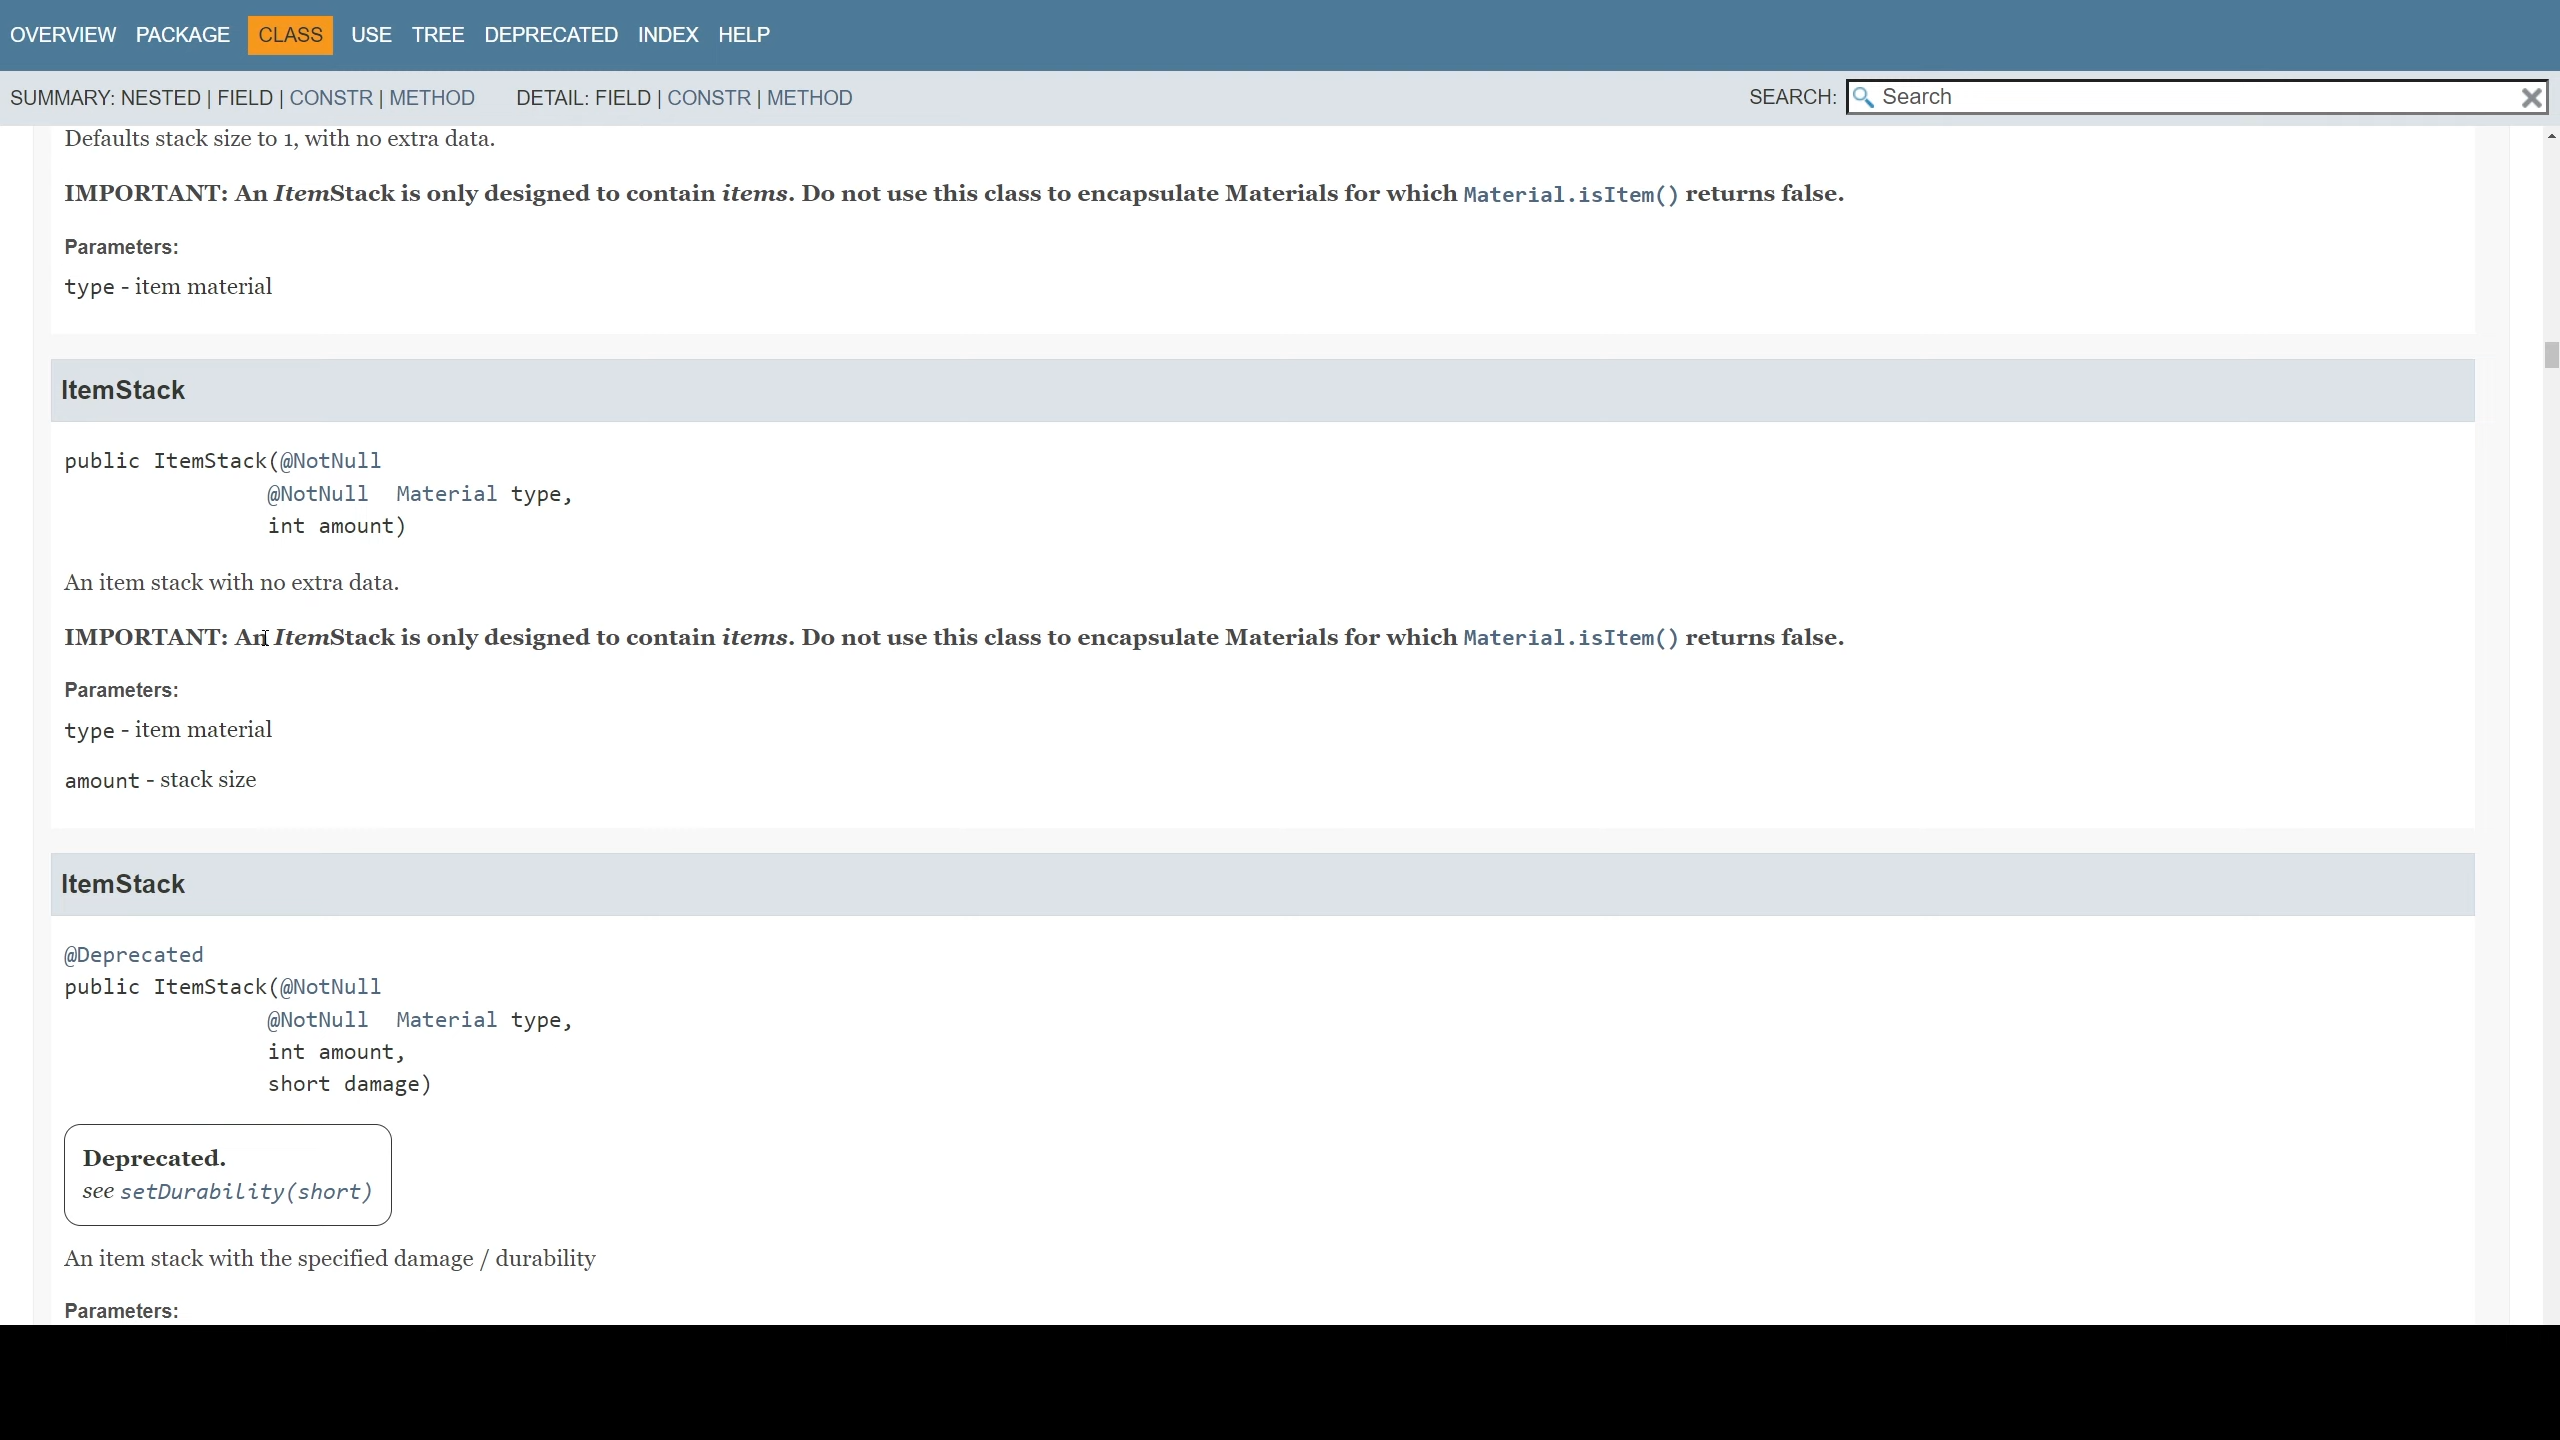 OVERVIEW PACKAGE CLASS USE TREE DEPRECATED INDEX HELP
SUMMARY: NESTED | FIELD | CONSTR | METHOD DETAIL: FIELD | CONSTR | METHOD SEARCH: Search
Defaults stack size to 1, with no extra data.
IMPORTANT: An ItemStack is only designed to contain items. Do not use this class to encapsulate Materials for which Material.isItem() returns false.
Parameters:
type - item material
ItemStack
public ItemStack(@NotNull
@NotNull Material type,
int amount)
An item stack with no extra data.
IMPORTANT: An ItemStack is only designed to contain items. Do not use this class to encapsulate Materials for which Material.isItem() returns false.
Parameters:
type - item material
amount - stack size
ItemStack
@Deprecated
public ItemStack(@NotNull
@NotNull Material type,
int amount,
short damage)
Deprecated.
see setDurability(short)
An item stack with the specified damage / durability
Parameters: